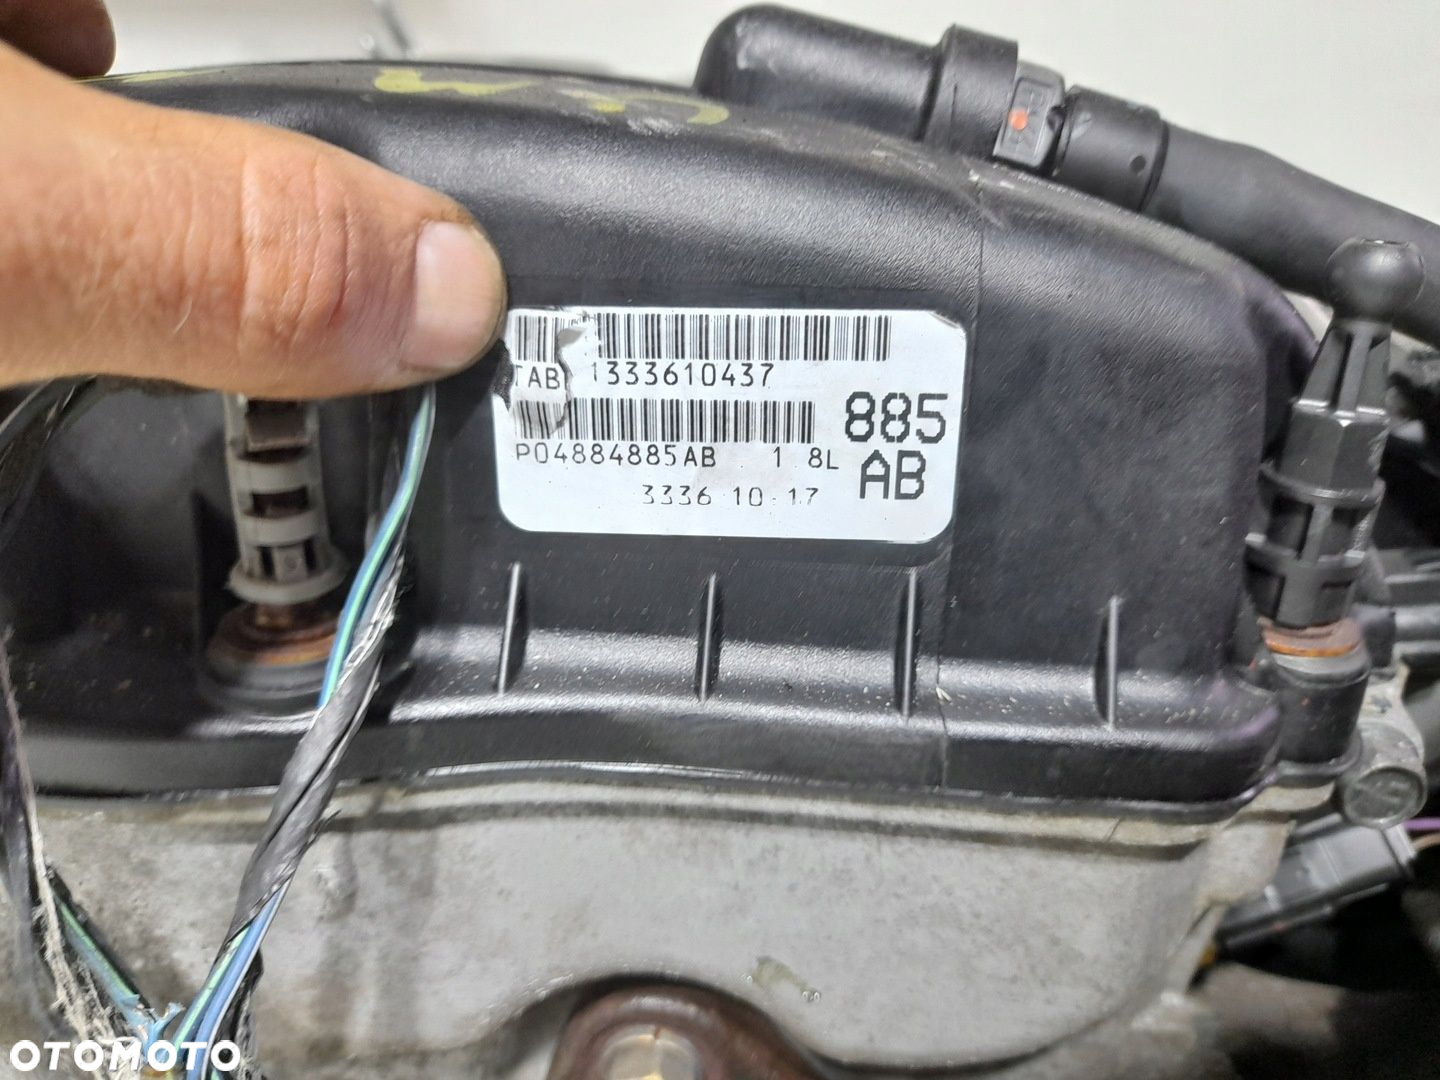 TAB 1333610437
P04884885AB 1.8L
885
AB
3336 10:17
OTOMOTO